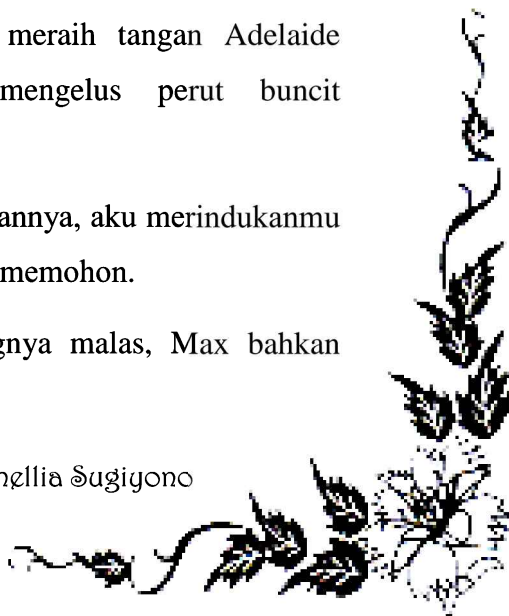 meraih tangan Adelaide
mengelus perut buncit
annya, aku merindukanmu
memohon.
gnya malas, Max bahkan
nellia Sugiyono